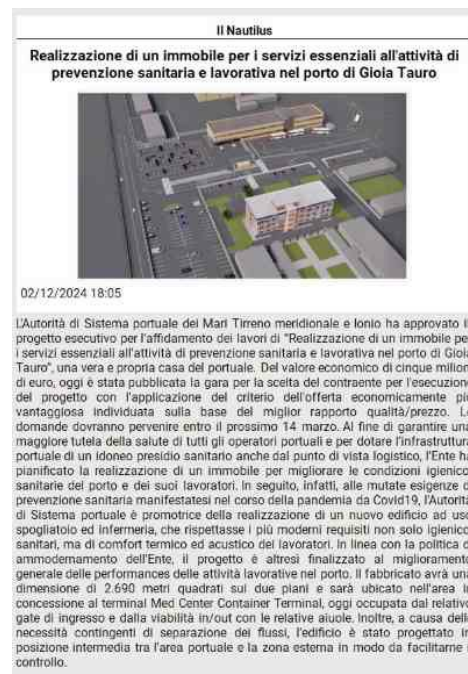 Il Nautilus
Realizzazione di un immobile per i servizi essenziali all'attività di
prevenzione sanitaria e lavorativa nel porto di Gioia Tauro
02/12/2024 18:05
L'Autorità di Sistema portuale dei Mari Tirreno meridionale e Ionio ha approvato il
progetto esecutivo per l'affidamento dei lavori di "Realizzazione di un immobile per
i servizi essenziali all'attività di prevenzione sanitaria e lavorativa nel porto di Gioia
Tauro", una vera e propria casa del portuale. Del valore economico di cinque milioni
di euro, oggi è stata pubblicata la gara per la scelta del contraente per l'esecuzione
del progetto con l'applicazione del criterio dell'offerta economicamente più
vantaggiosa individuata sulla base del miglior rapporto qualità/prezzo. Le
domande dovranno pervenire entro il prossimo 14 marzo. Al fine di garantire una
maggiore tutela della salute di tutti gli operatori portuali e per dotare l'infrastruttura
portuale di un idoneo presidio sanitario anche dal punto di vista logistico, l'Ente ha
pianificato la realizzazione di un immobile per migliorare le condizioni igienico
sanitarie del porto e dei suoi lavoratori. In seguito, infatti, alle mutate esigenze di
prevenzione sanitaria manifestatesi nel corso della pandemia da Covid19, l'Autorità
di Sistema portuale è promotrice della realizzazione di un nuovo edificio ad uso
spogliatoio ed infermeria, che rispettasse i più moderni requisiti non solo igienico
sanitari, ma di comfort termico ed acustico dei lavoratori. In linea con la politica di
ammodernamento dell'Ente, il progetto è altresì finalizzato al miglioramento
generale delle performances delle attività lavorative nel porto. Il fabbricato avrà una
dimensione di 2.690 metri quadrati sui due piani e sarà ubicato nell'area in
concessione al terminal Med Center Container Terminal, oggi occupata dal relativo
gate di ingresso e dalla viabilità in/out con le relative aiuole. Inoltre, a causa delle
necessità contingenti di separazione dei flussi, l'edificio è stato progettato in
posizione intermedia tra l'area portuale e la zona esterna in modo da facilitarne il
controllo.